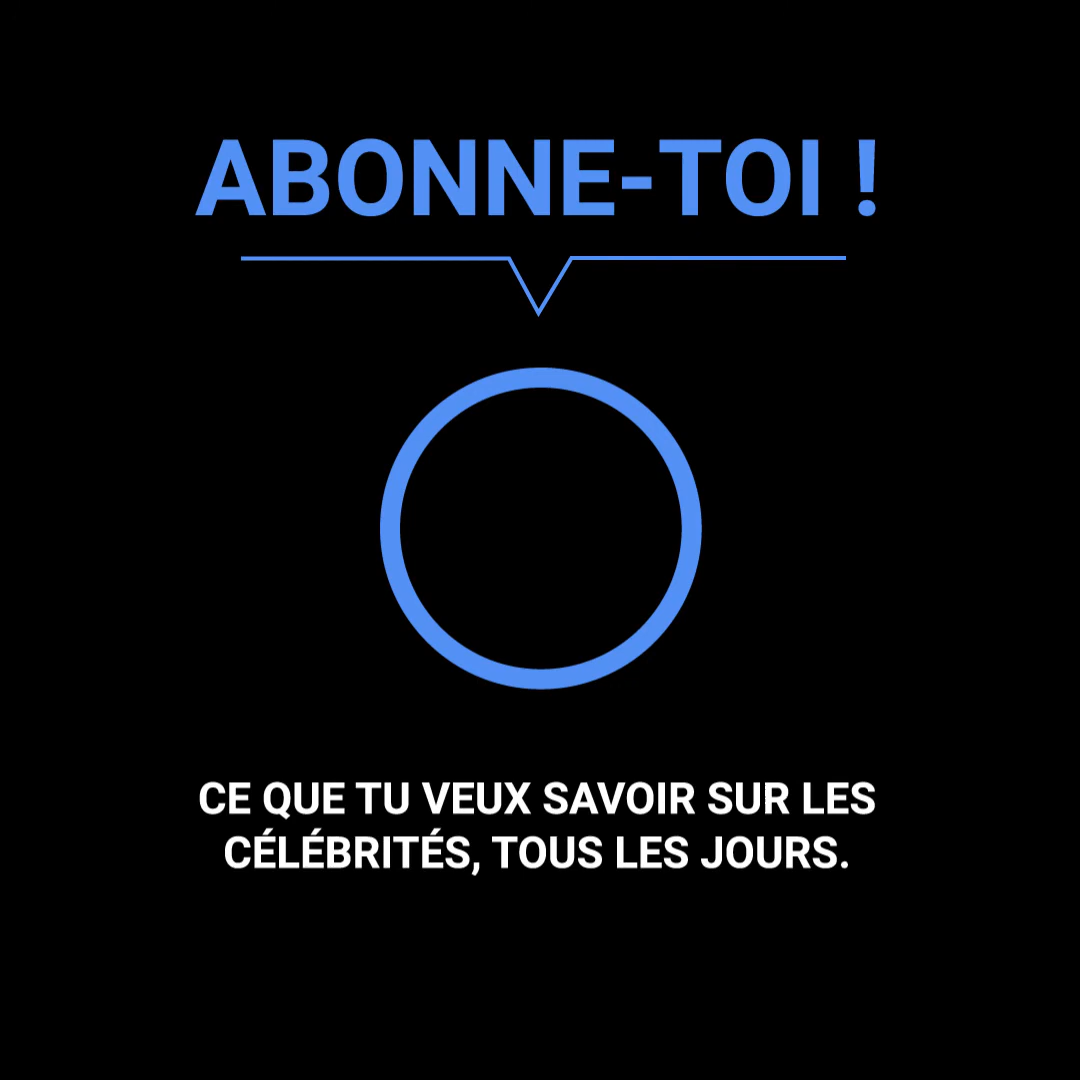 ABONNE-TOI !
CE QUE TU VEUX SAVOIR SUR LES
CÉLÉBRITÉS, TOUS LES JOURS.